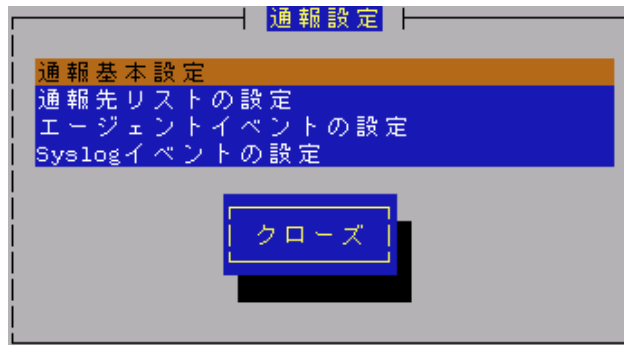 通報設定
通報基本設定
通報先リストの設定
エージェントイベントの設定
Syslogイベントの設定
クローズ